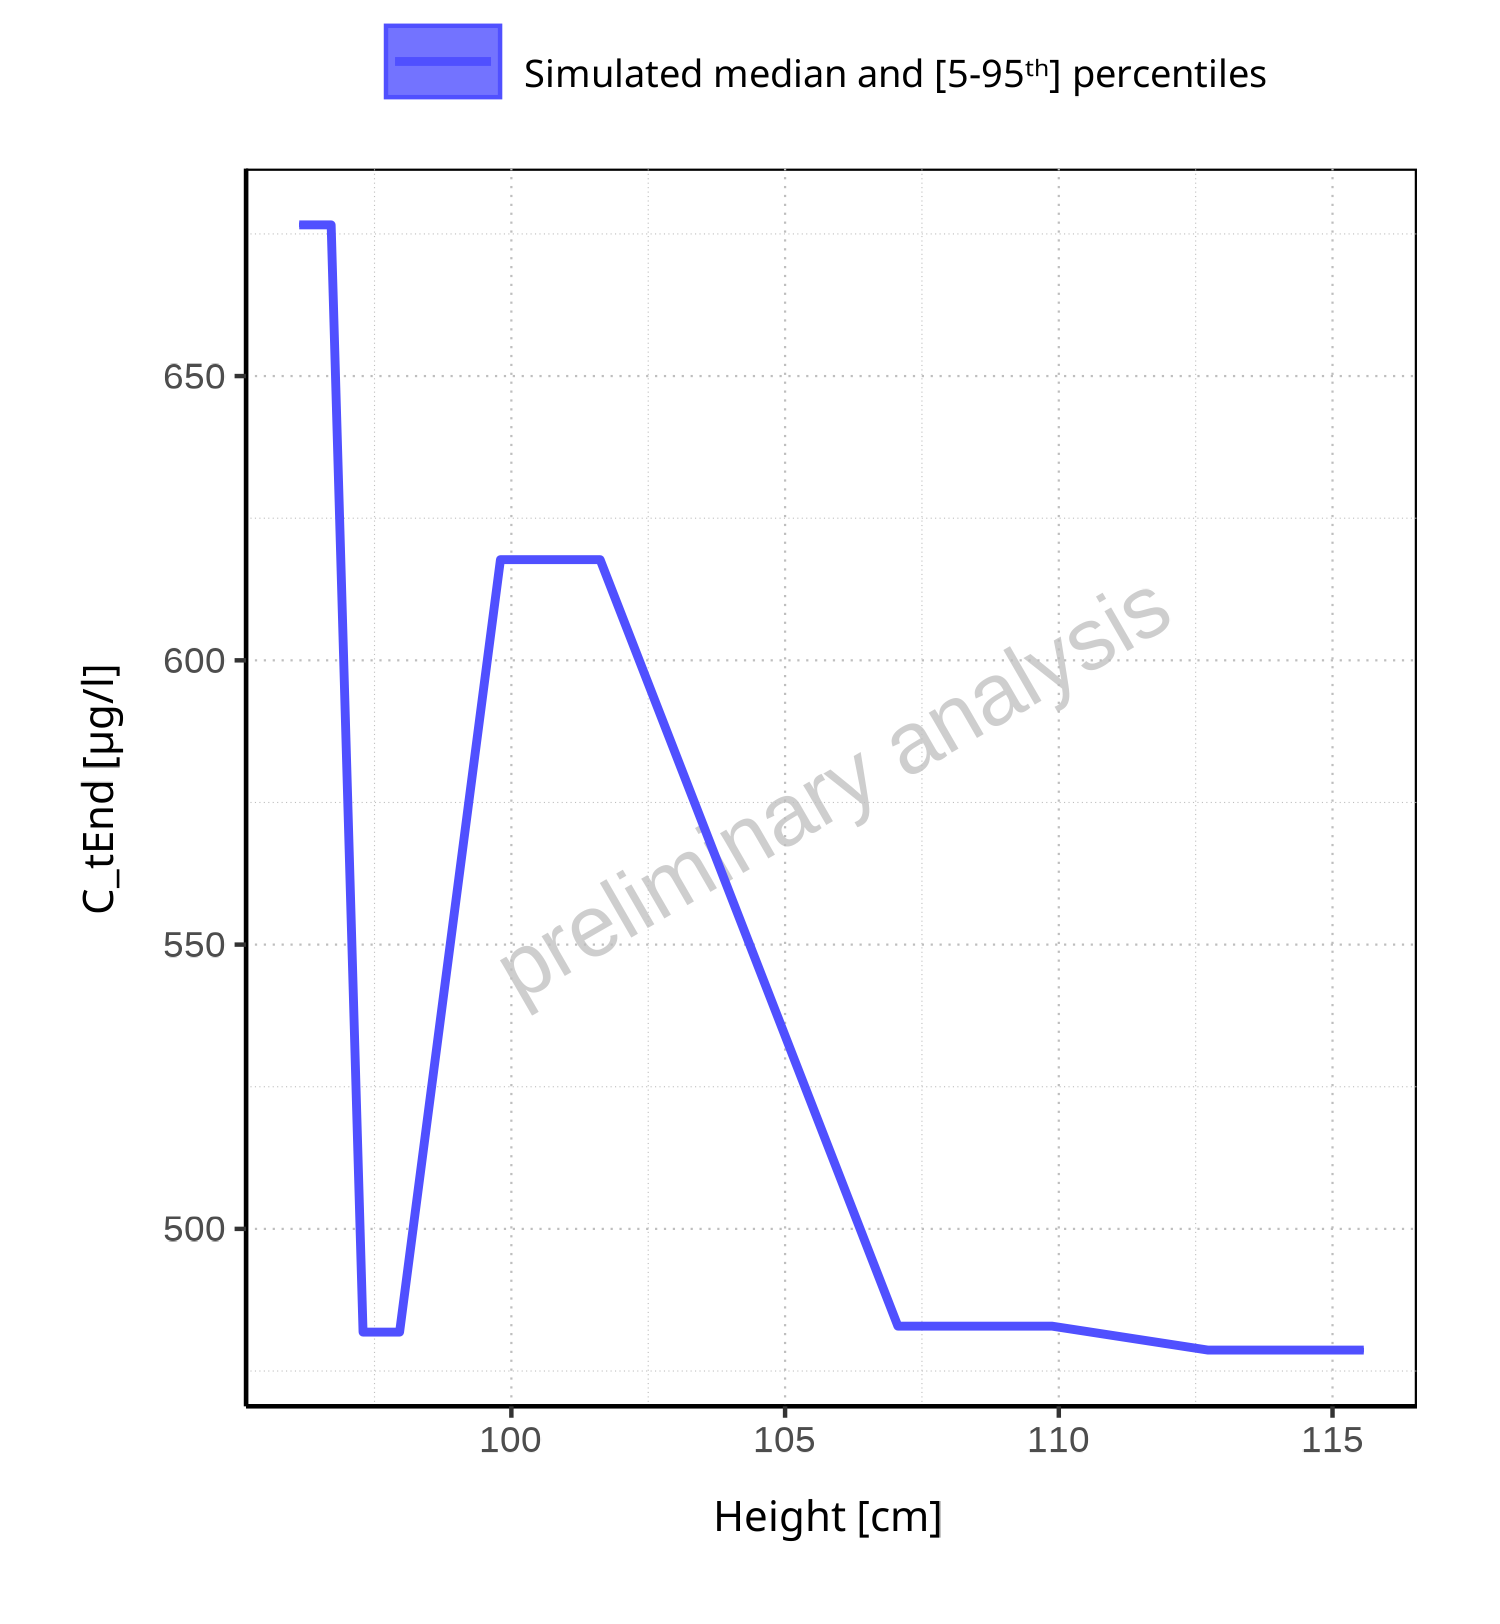 Simulated median and [5-95th] percentiles
650
600
550
500
C_tEnd [µg/l]
preliminary analysis
100 105 110 115
Height [cm]